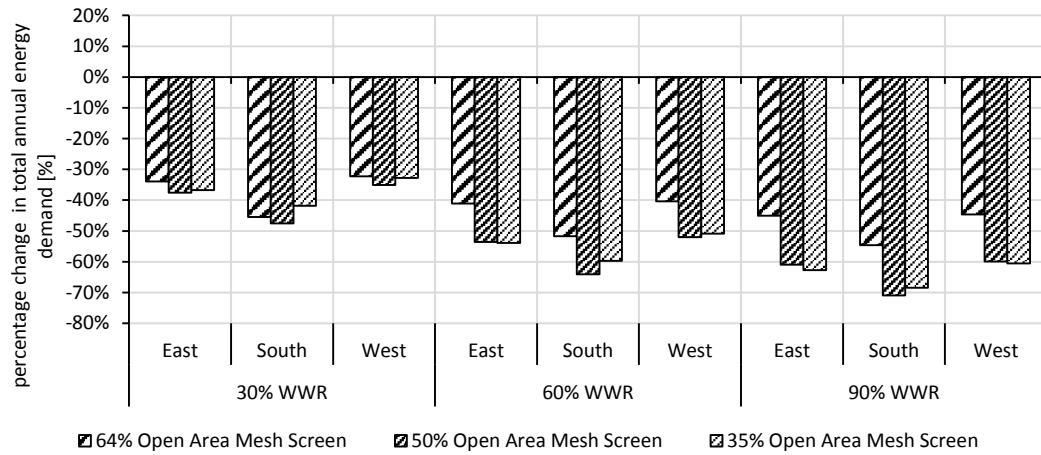 percentage change in total annual energy
demand [%]
20%
10%
0%
-10%
-20%
-30%
-40%
-50%
-60%
-70%
-80%
East South West East South West East South West
30% WWR 60% WWR 90% WWR
64% Open Area Mesh Screen 50% Open Area Mesh Screen 35% Open Area Mesh Screen